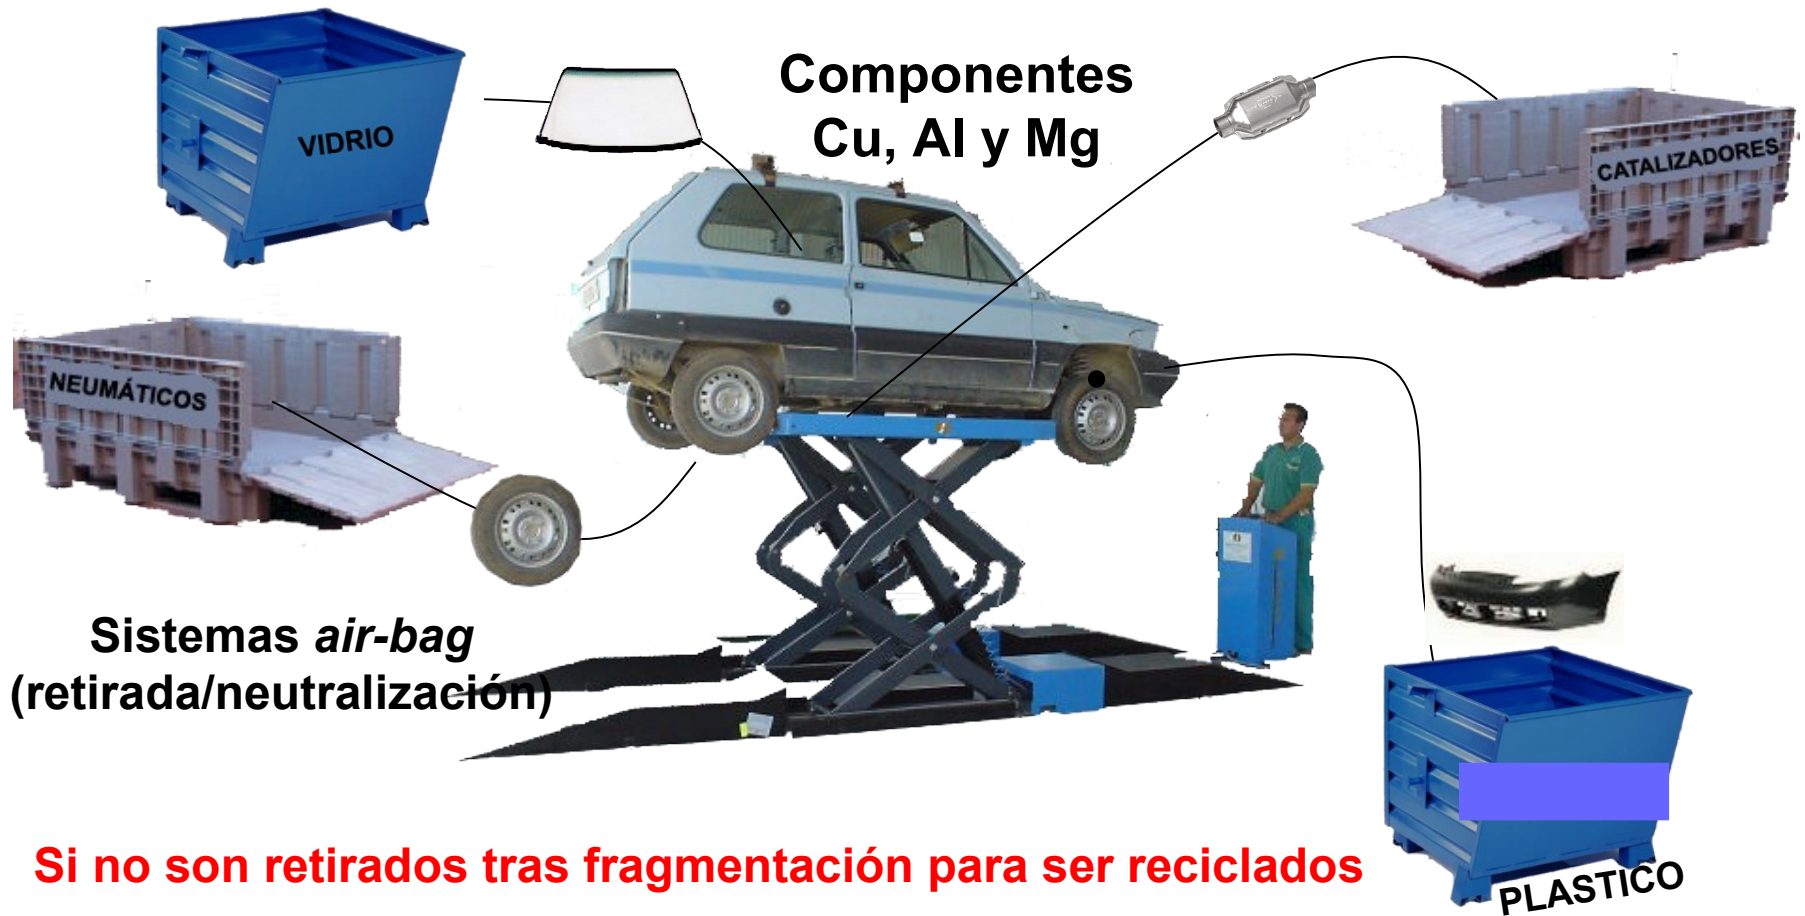 VIDRIO
Componentes
Cu, Al y Mg
CATALIZADORES
NEUMÁTICOS
Sistemas air-bag
(retirada/neutralización)
Si no son retirados tras fragmentación para ser reciclados
PLASTICO